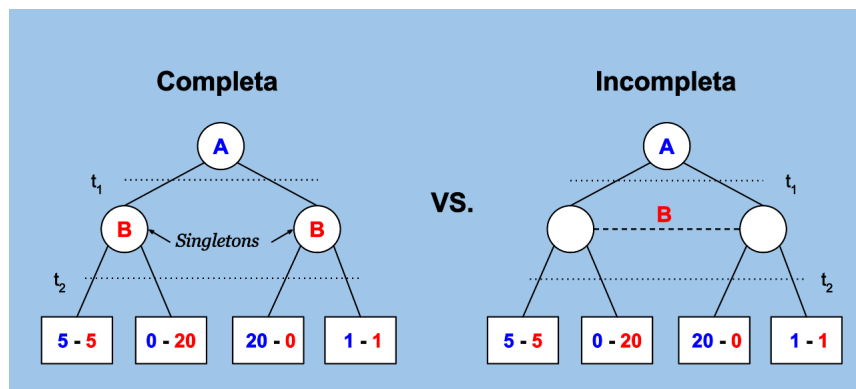 Completa
Incompleta
A
A
t1
t1
VS.
B
B
Singletons
B
t2
t2
5 - 5
0 - 20
20 - 0
1 - 1
5 - 5
0 - 20
20 - 0
1 - 1